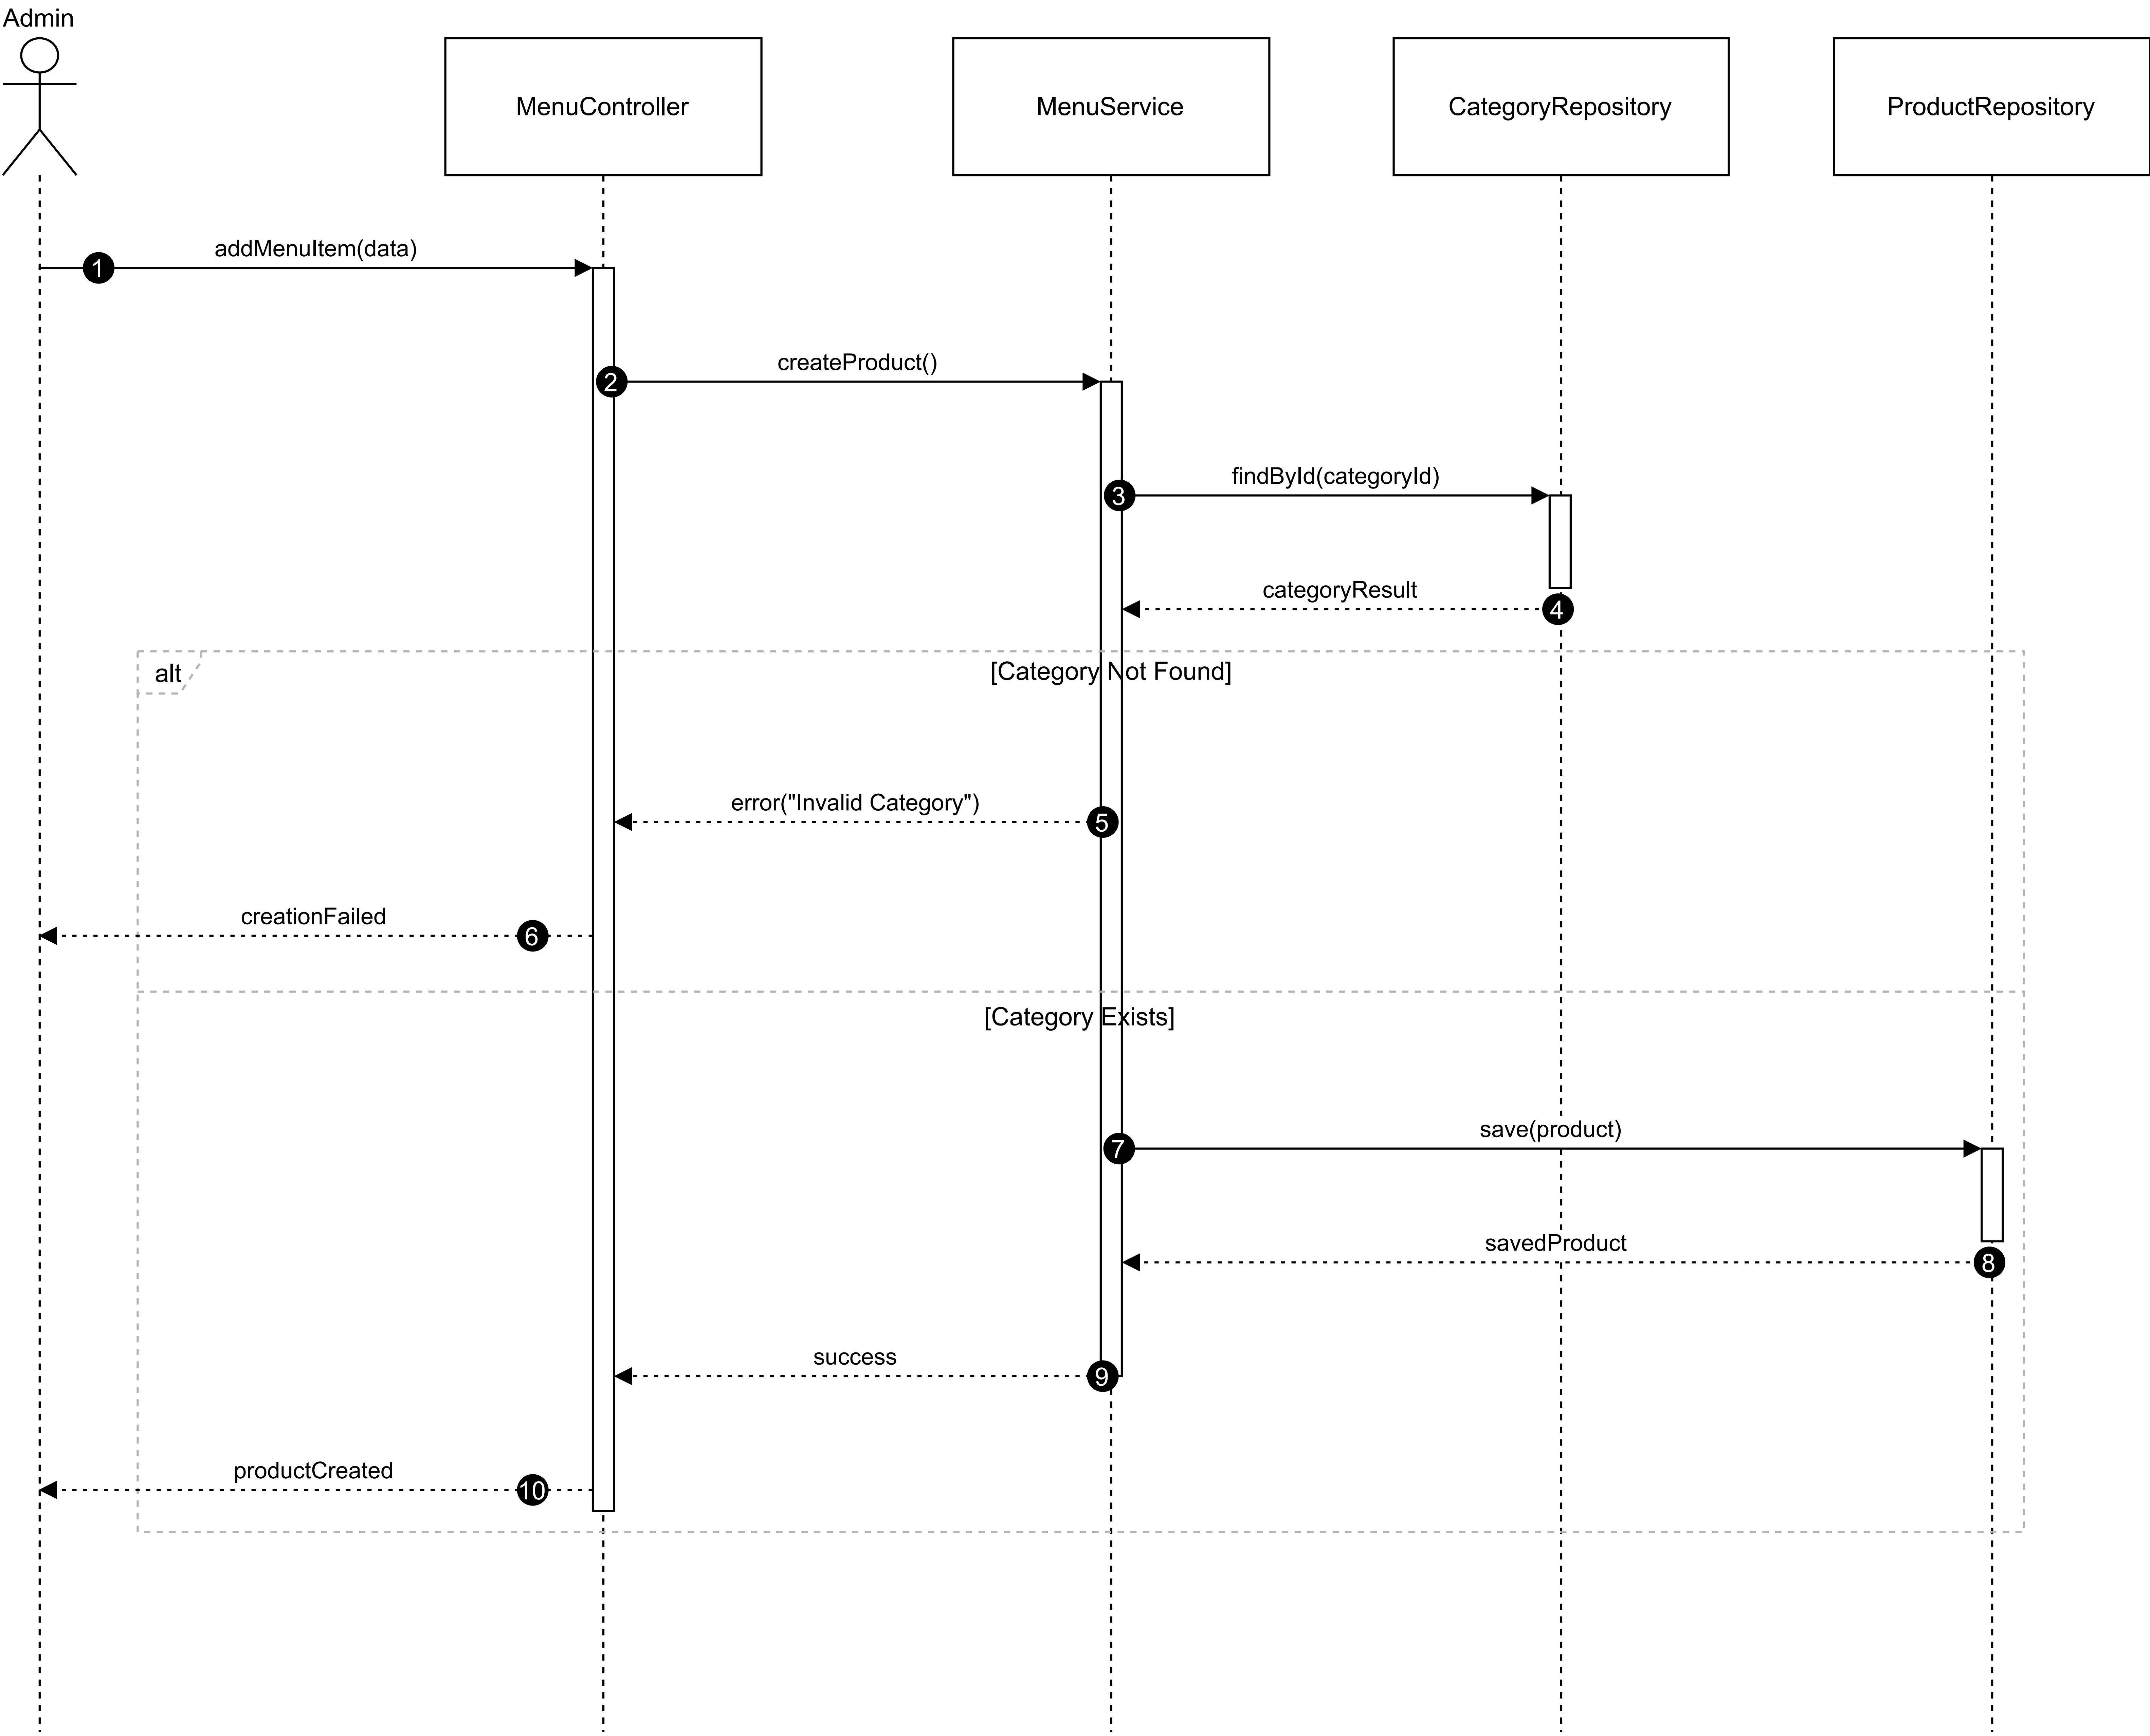 Admin
MenuController
MenuService
CategoryRepository
ProductRepository
1
addMenuItem(data)
2
createProduct()
3
findById(categoryId)
categoryResult
4
alt
[Category Not Found]
error("Invalid Category")
5
creationFailed
6
[Category Exists]
7
save(product)
savedProduct
8
success
9
productCreated
10